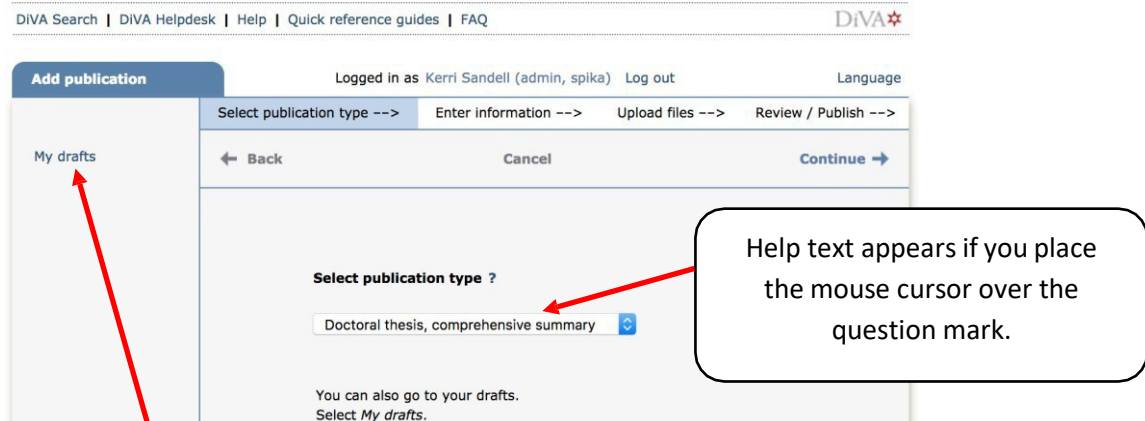 DiVA Search | DiVA Helpdesk | Help | Quick reference guides | FAQ DiVA
Add publication Logged in as Kerri Sandell (admin, spika) Log out Language
Select publication type --> Enter information --> Upload files --> Review / Publish -->
My drafts ← Back Cancel Continue →
Select publication type ?
Doctoral thesis, comprehensive summary
You can also go to your drafts.
Select My drafts.
Help text appears if you place
the mouse cursor over the
question mark.